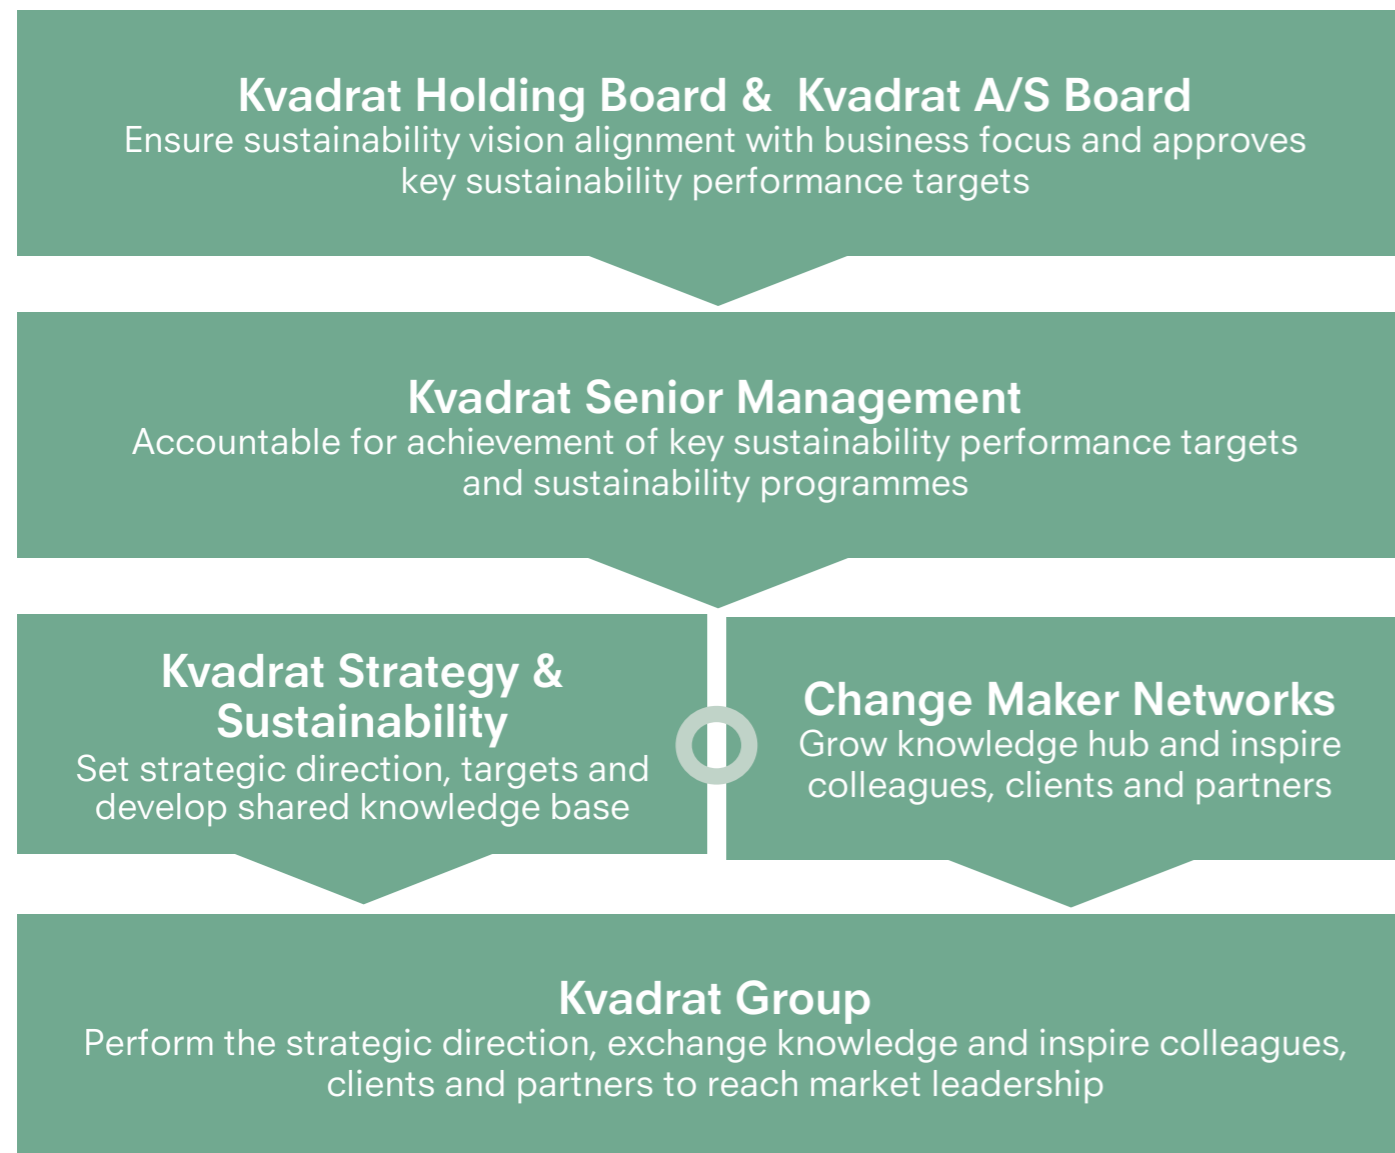 Kvadrat Holding Board & Kvadrat A/S Board
Ensure sustainability vision alignment with business focus and approves
key sustainability performance targets
Kvadrat Senior Management
Accountable for achievement of key sustainability performance targets
and sustainability programmes
Kvadrat Strategy &
Sustainability
Set strategic direction, targets and
develop shared knowledge base
Change Maker Networks
Grow knowledge hub and inspire
colleagues, clients and partners
Kvadrat Group
Perform the strategic direction, exchange knowledge and inspire colleagues,
clients and partners to reach market leadership